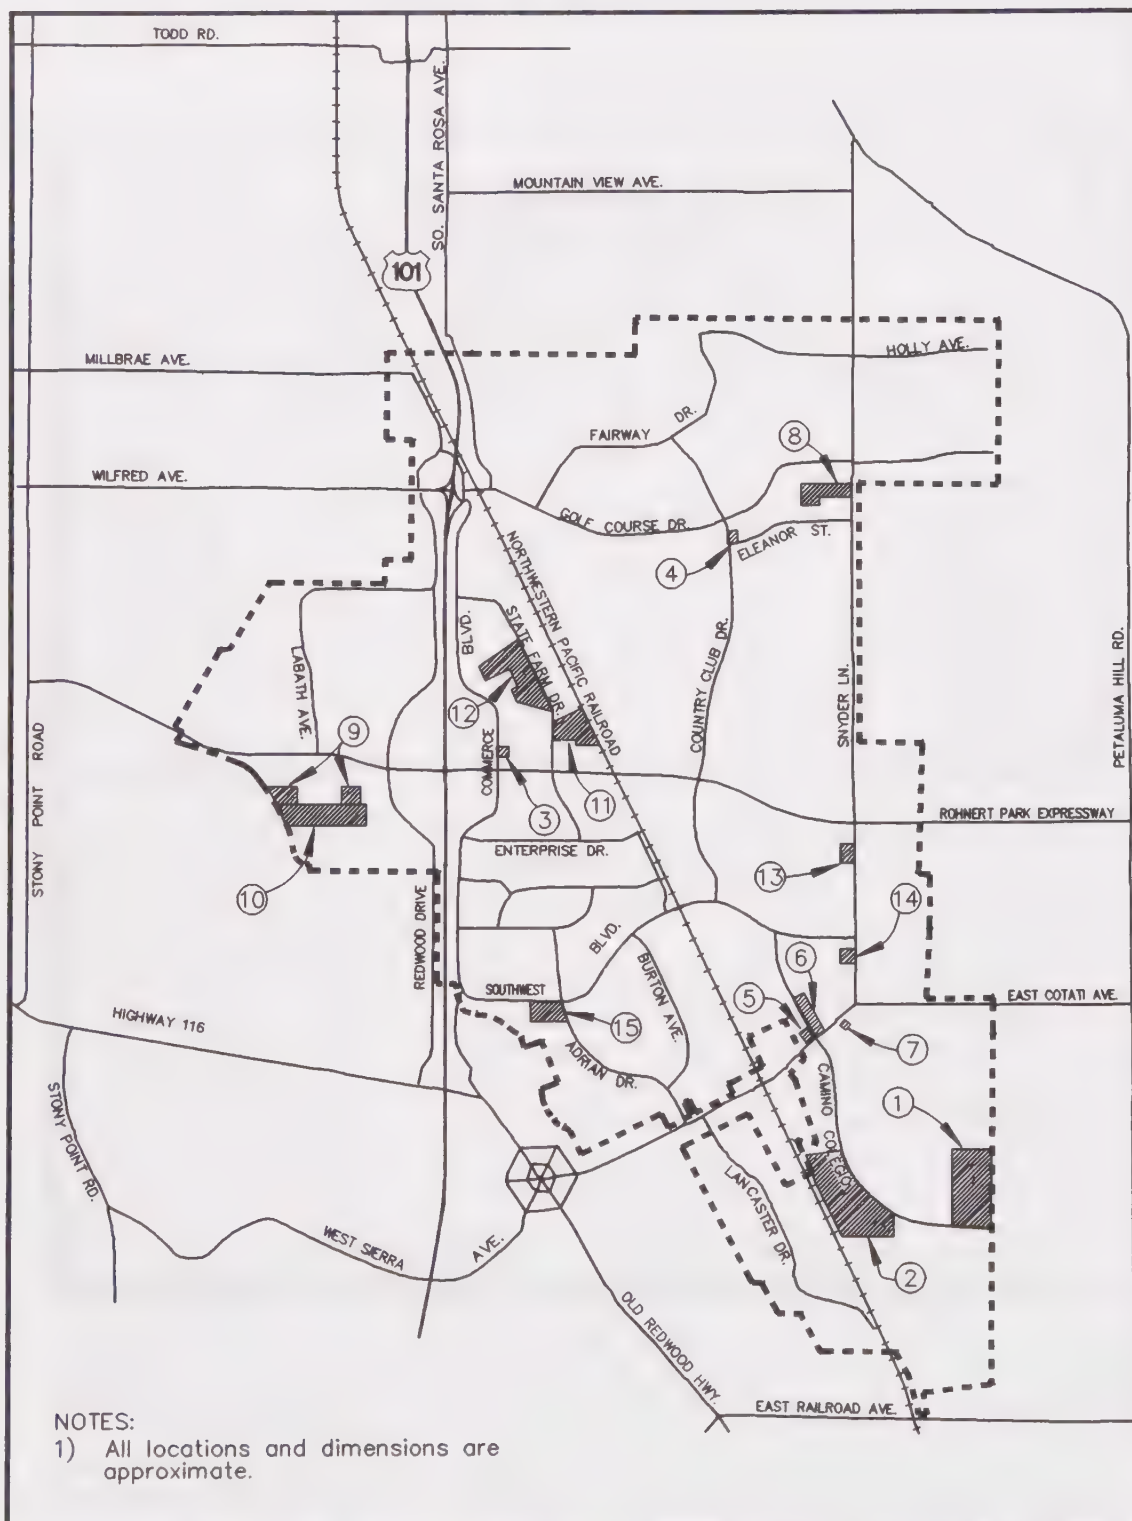 TODD RD.
SO. SANTA ROSA AVE.
MOUNTAIN VIEW AVE.
101
MILLBRAE AVE.
HOLLY AVE.
FAIRWAY DR.
8
WILFRED AVE.
GOLF COURSE DR.
ELEANOR ST.
4
NORTHWESTERN PACIFIC RAILROAD
STATE FARM DR.
COMMERCE BLVD.
LABATH AVE.
COUNTRY CLUB DR.
SNYDER LN.
PETALUMA HILL RD.
STONY POINT ROAD
12
9
3
11
ROHNERT PARK EXPRESSWAY
ENTERPRISE DR.
13
10
14
REDWOOD DRIVE
BLVD.
BURTON AVE.
6
5
SOUTHWEST
EAST COTATI AVE.
HIGHWAY 116
15
7
ADRIAN DR.
CAMINO COLEGIO
1
STONY POINT RD.
LANCASTER DR.
WEST SIERRA AVE.
2
OLD REDWOOD HWY.
EAST RAILROAD AVE.
NOTES:
1) All locations and dimensions are
approximate.